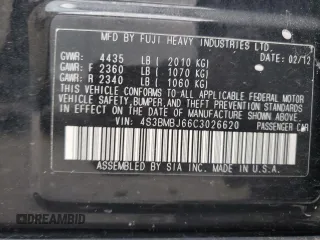 MFD BY FUJI HEAVY INDUSTRIES LTD. 02/12
GVWR: 4435 LB ( 2010 KG)
GAWR: F 2360 LB ( 1070 KG)
GAWR: R 2340 LB ( 1060 KG)
THIS VEHICLE CONFORMS TO ALL APPLICABLE FEDERAL MOTOR
VEHICLE SAFETY,BUMPER,AND THEFT PREVENTION STANDARDS
IN EFFECT ON THE DATE OF MANUFACTURE SHOWN ABOVE.
VIN: 4S3BMBJ66C3026620 PASSENGER CAR
ASSEMBLED BY SIA INC. MADE IN U.S.A.
DREAMBID